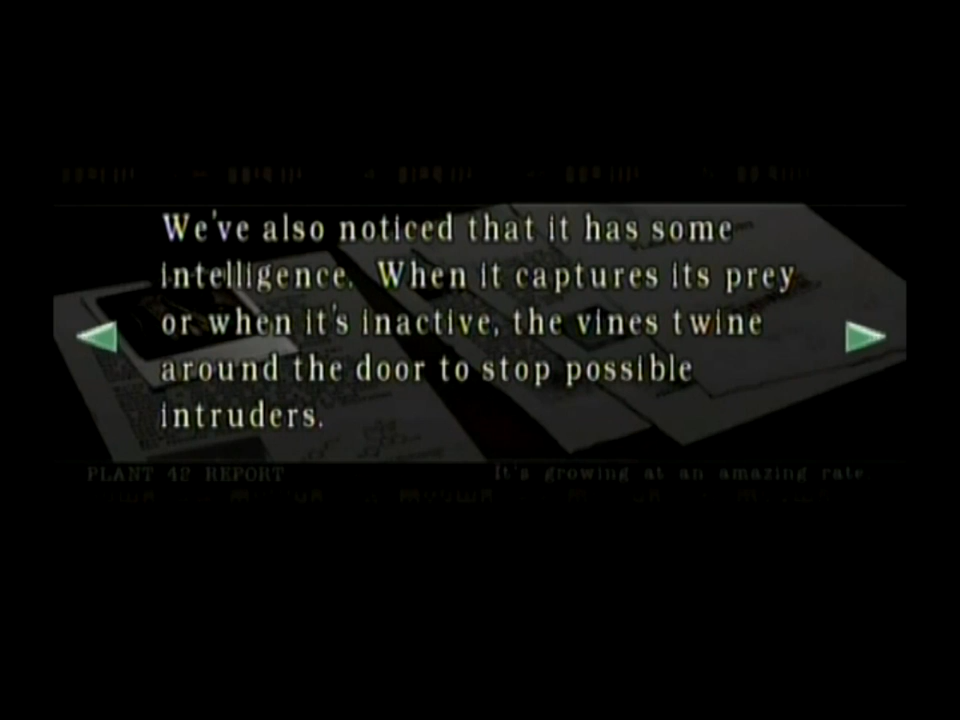 We've also noticed that it has some
intelligence. When it captures its prey
or when it's inactive, the vines twine
around the door to stop possible
intruders.
PLANT 42 REPORT It's growing at an amazing rate